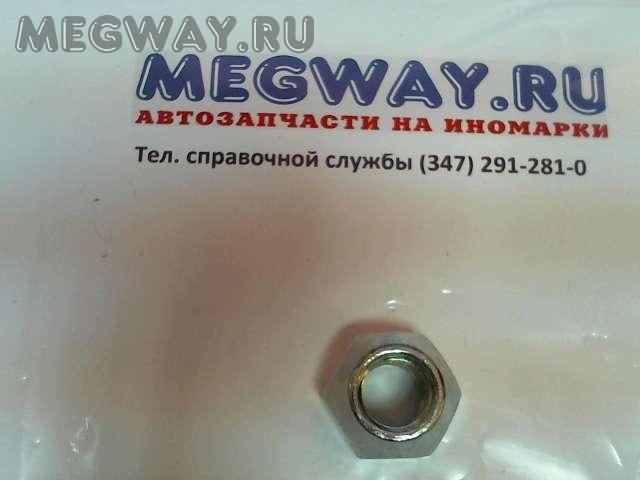 MEGWAY.RU
MEGWAY.RU
АВТОЗАПЧАСТИ НА ИНОМАРКИ
Тел. справочной службы (347) 291-281-0